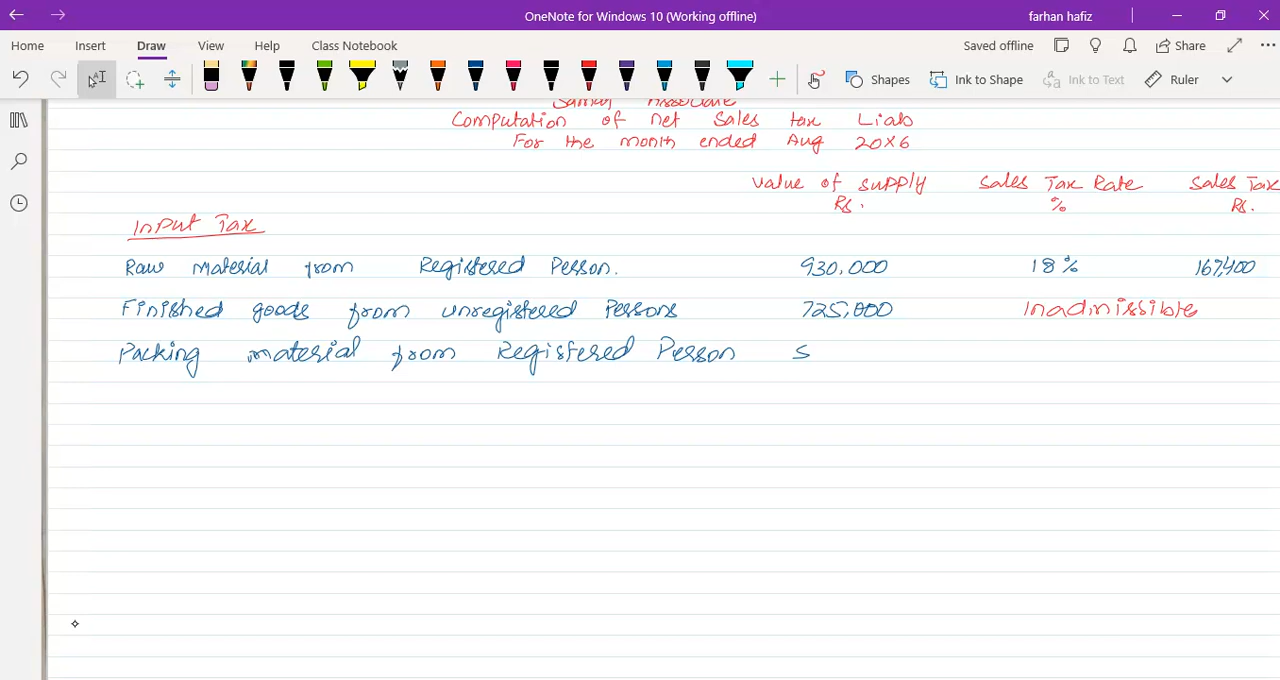 OneNote for Windows 10 (Working offline)
farhan hafiz
Home Insert Draw View Help Class Notebook Saved offline Share
Shapes Ink to Shape Ink to Text Ruler
Associate
Computation of net Sales tax Liab
For the month ended Aug 20X6
Value of supply Sales Tax Rate Sales Tax
Rs. % Rs.
Input Tax
Raw Material from Registered Person. 930,000 18% 167,400
Finished goods from unregistered Persons 725,000 Inadmissible
Packing material from Registered Person 5